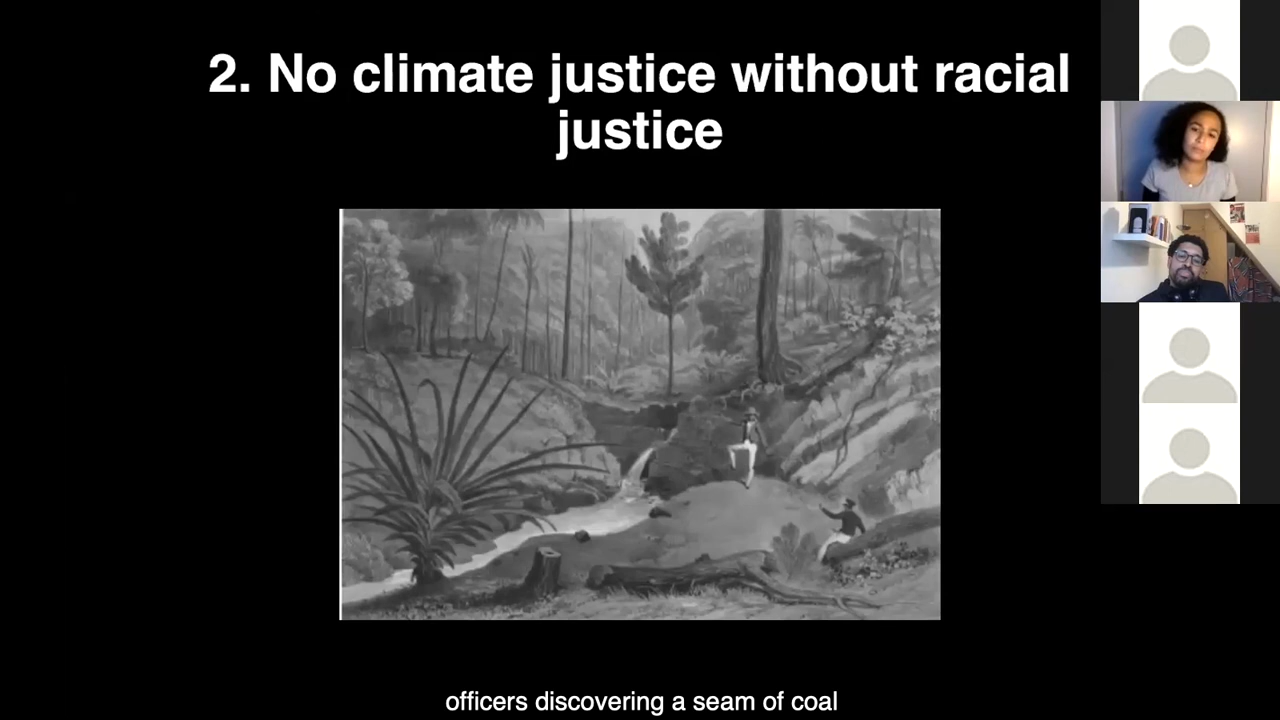 2. No climate justice without racial
justice
officers discovering a seam of coal